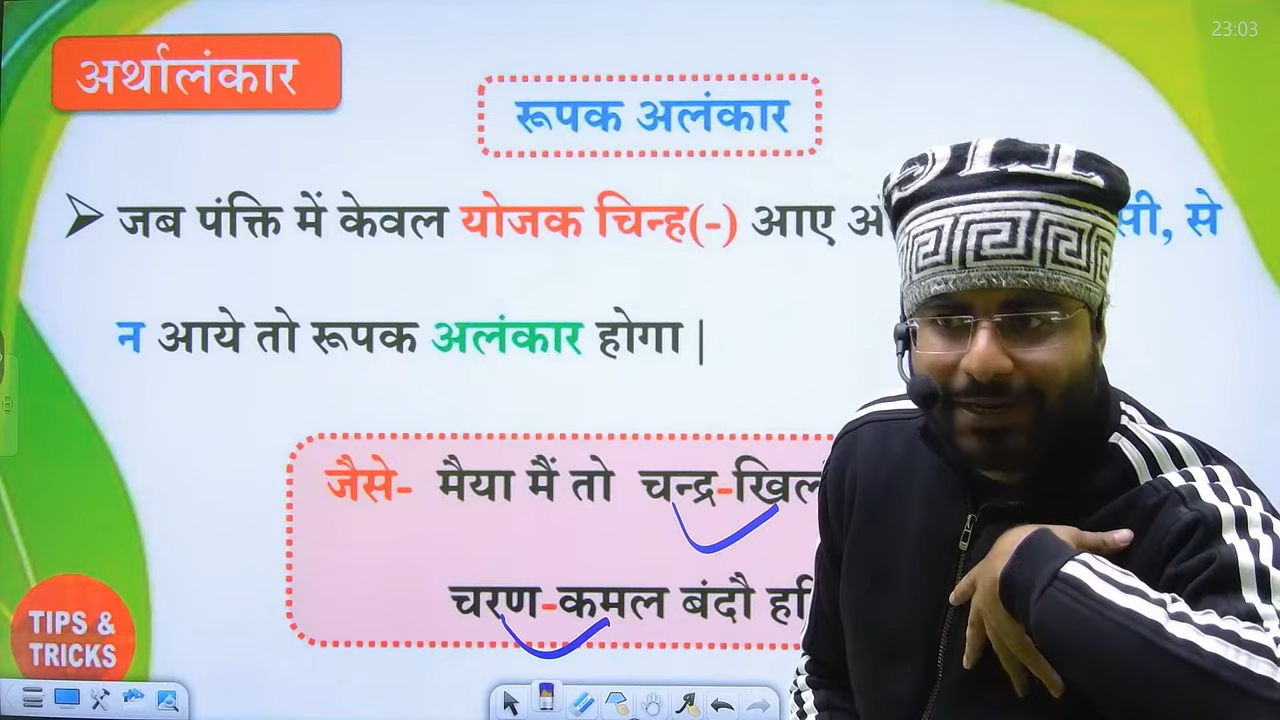 23:03
अर्थालंकार
रूपक अलंकार
जब पंक्ति में केवल योजक चिन्ह(-) आए सी, से
न आये तो रूपक अलंकार होगा |
जैसे- मैया मैं तो चन्द्र-खिल
चरण-कमल बंदौ
TIPS &
TRICKS